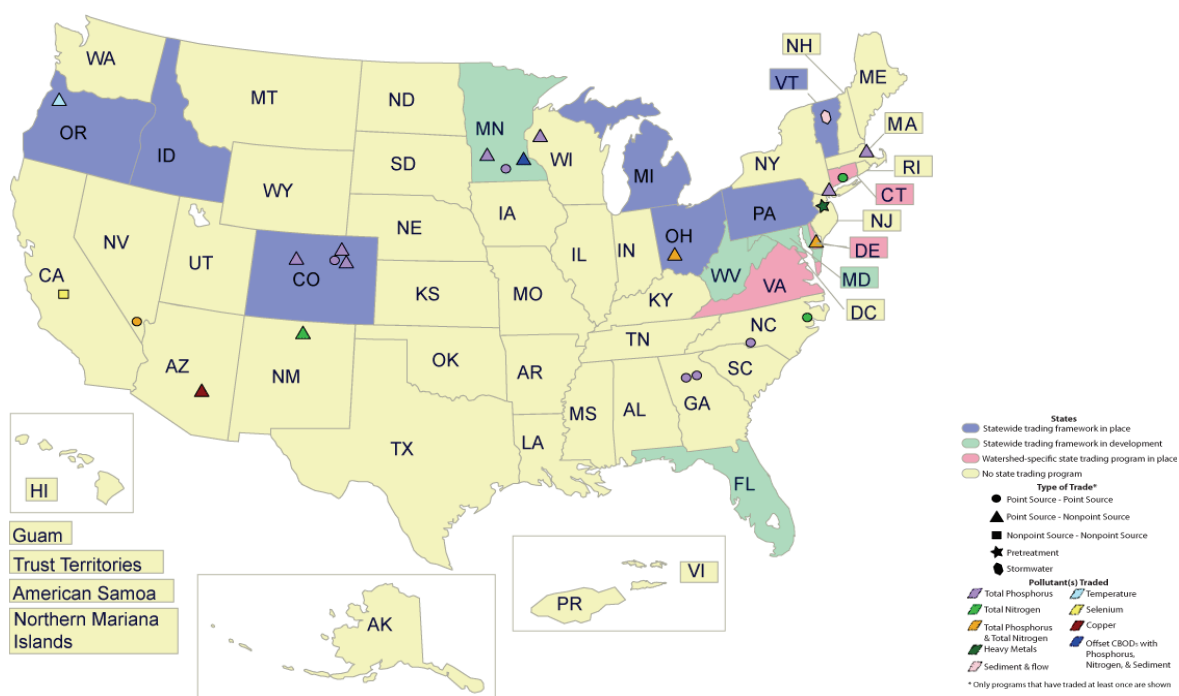 WA
MT
ND
MN
OR
ID
WY
SD
WI
MI
NH
VT
ME
MA
NY
RI
CT
NJ
PA
DE
MD
DC
NV
UT
CO
NE
IA
IL
IN
OH
WV
VA
CA
KS
MO
KY
NC
TN
AZ
NM
OK
AR
SC
TX
LA
MS
AL
GA
FL
HI
Guam
Trust Territories
American Samoa
Northern Mariana
Islands
AK
PR
VI
States
Statewide trading framework in place
Statewide trading framework in development
Watershed-specific state trading program in place
No state trading program
Type of Trade*
Point Source - Point Source
Point Source - Nonpoint Source
Nonpoint Source - Nonpoint Source
Pretreatment
Stormwater
Pollutant(s) Traded
Total Phosphorus
Total Nitrogen
Total Phosphorus
& Total Nitrogen
Heavy Metals
Sediment & flow
Temperature
Selenium
Copper
Offset CBOD₅ with
Phosphorus,
Nitrogen, & Sediment
* Only programs that have traded at least once are shown